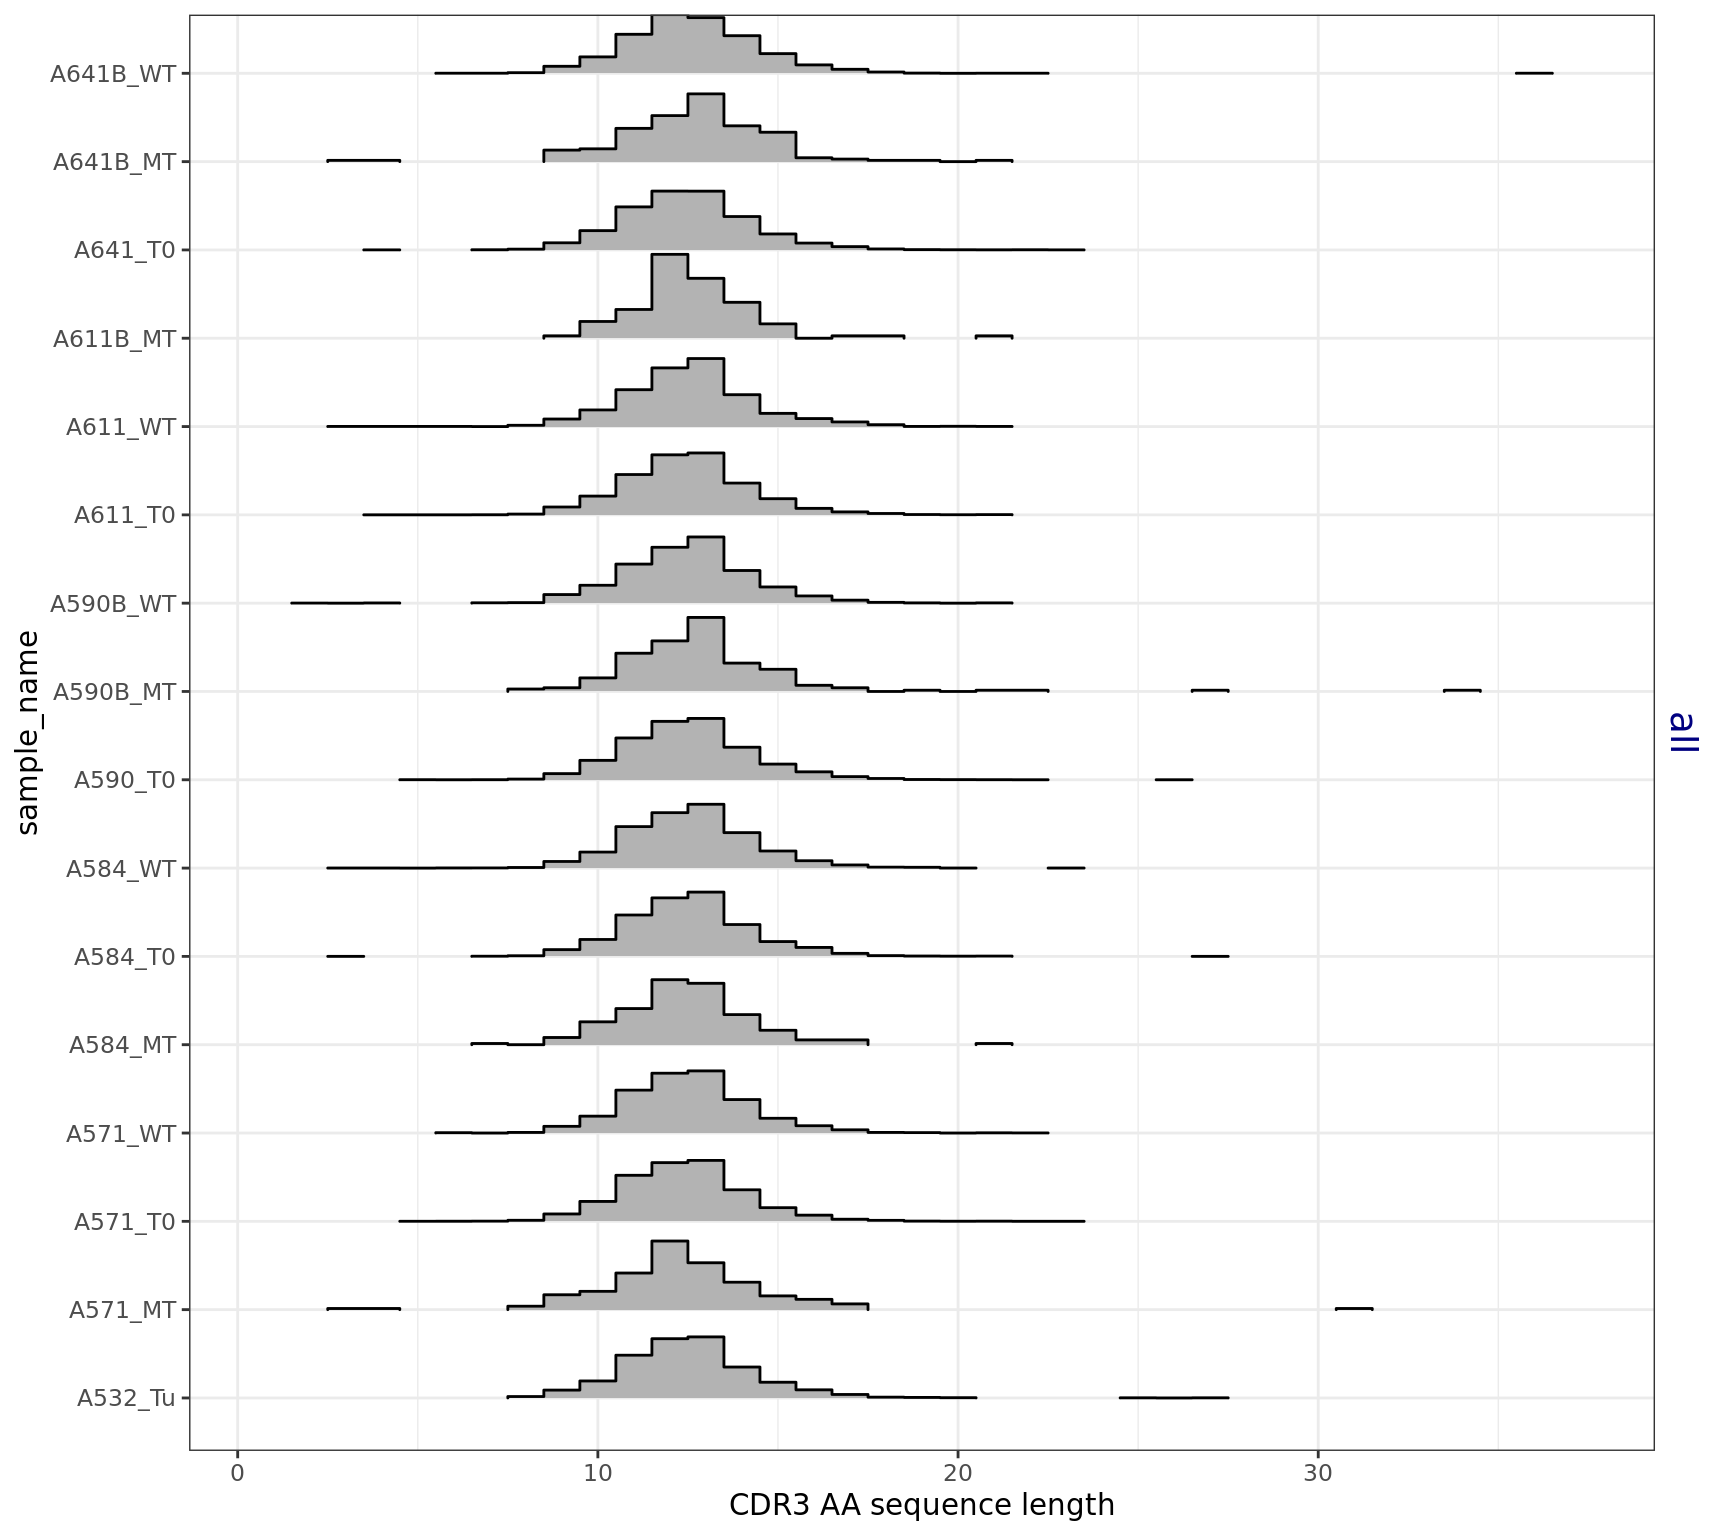 A641B_WT
A641B_MT
A641_T0
A611B_MT
A611_WT
A611_T0
A590B_WT
A590B_MT
A590_T0
A584_WT
A584_T0
A584_MT
A571_WT
A571_T0
A571_MT
A532_Tu
sample_name
all
0 10 20 30
CDR3 AA sequence length